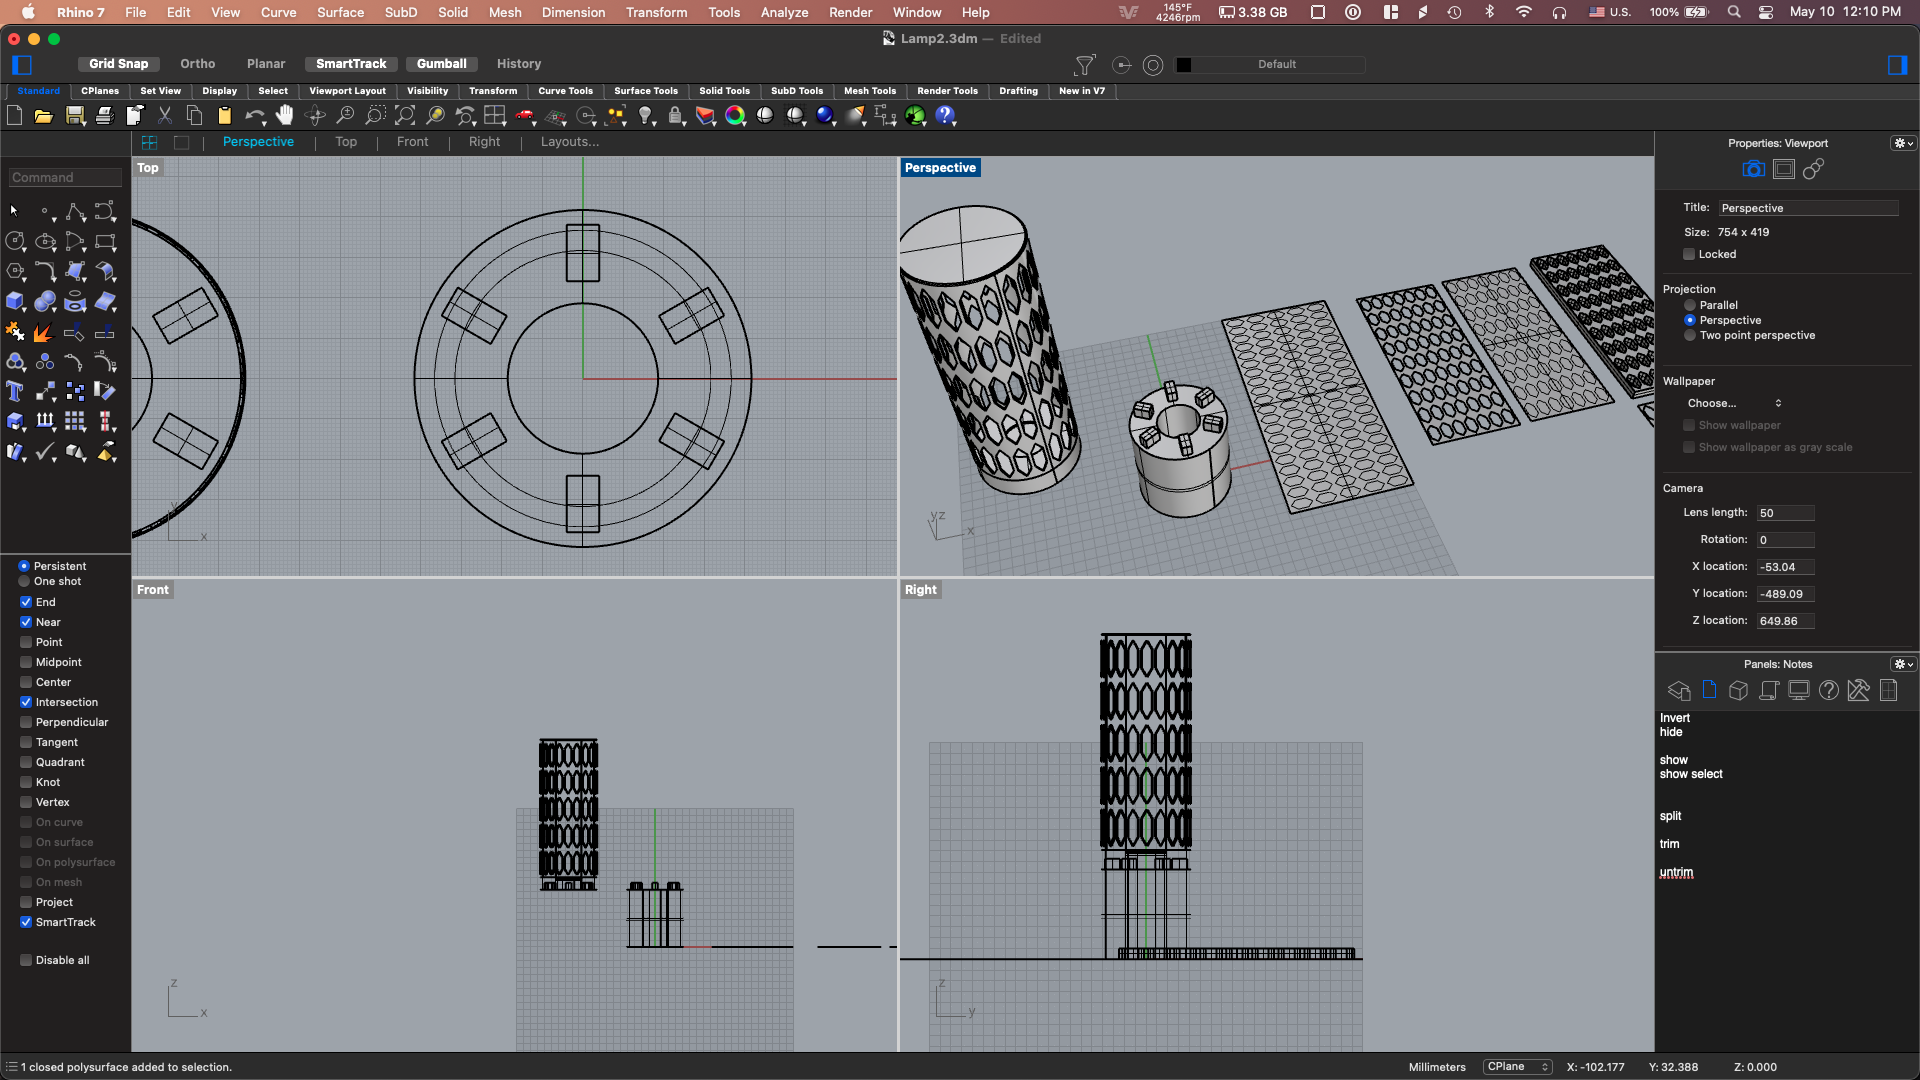 Rhino 7 File Edit View Curve Surface SubD Solid Mesh Dimension Transform Tools Analyze Render Window Help 145°F 4246rpm 3.38 GB U.S. 100% May 10 12:10 PM
Lamp2.3dm — Edited
Grid Snap Ortho Planar SmartTrack Gumball History Default
Standard CPlanes Set View Display Select Viewport Layout Visibility Transform Curve Tools Surface Tools Solid Tools SubD Tools Mesh Tools Render Tools Drafting New in V7
Perspective Top Front Right Layouts...
Command
Persistent
One shot
End
Near
Point
Midpoint
Center
Intersection
Perpendicular
Tangent
Quadrant
Knot
Vertex
On curve
On surface
On polysurface
On mesh
Project
SmartTrack
Disable all
Top
y
x
Perspective
yz
x
Front
z
x
Right
z
y
Properties: Viewport
Title: Perspective
Size: 754 x 419
Locked
Projection
Parallel
Perspective
Two point perspective
Wallpaper
Choose...
Show wallpaper
Show wallpaper as gray scale
Camera
Lens length: 50
Rotation: 0
X location: -53.04
Y location: -489.09
Z location: 649.86
Panels: Notes
Invert
hide
show
show select
split
trim
untrim
1 closed polysurface added to selection.
Millimeters CPlane X: -102.177 Y: 32.388 Z: 0.000